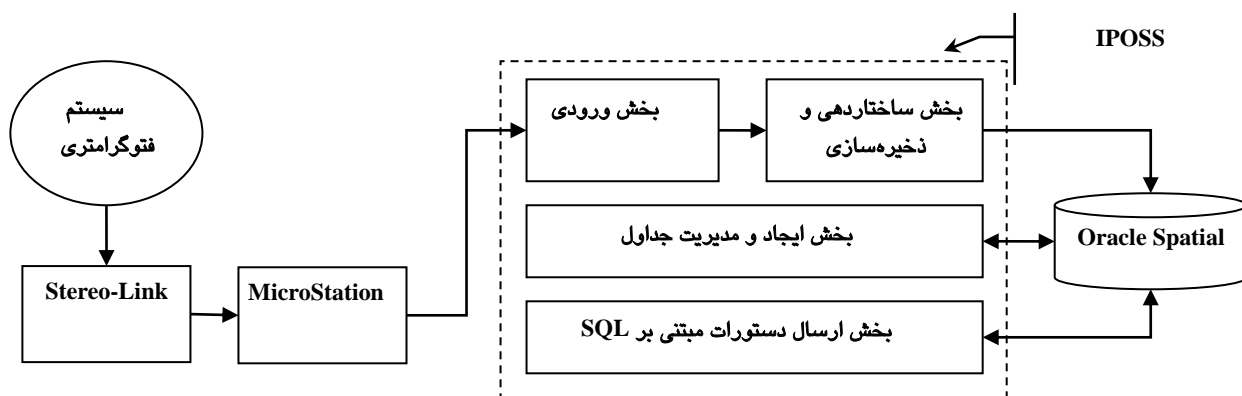 IPOSS
سیستم
فتوگرامتری
بخش ورودی
بخش ساختاردهی و
ذخیره‌سازی
بخش ایجاد و مدیریت جداول
Oracle Spatial
Stereo-Link
MicroStation
بخش ارسال دستورات مبتنی بر SQL